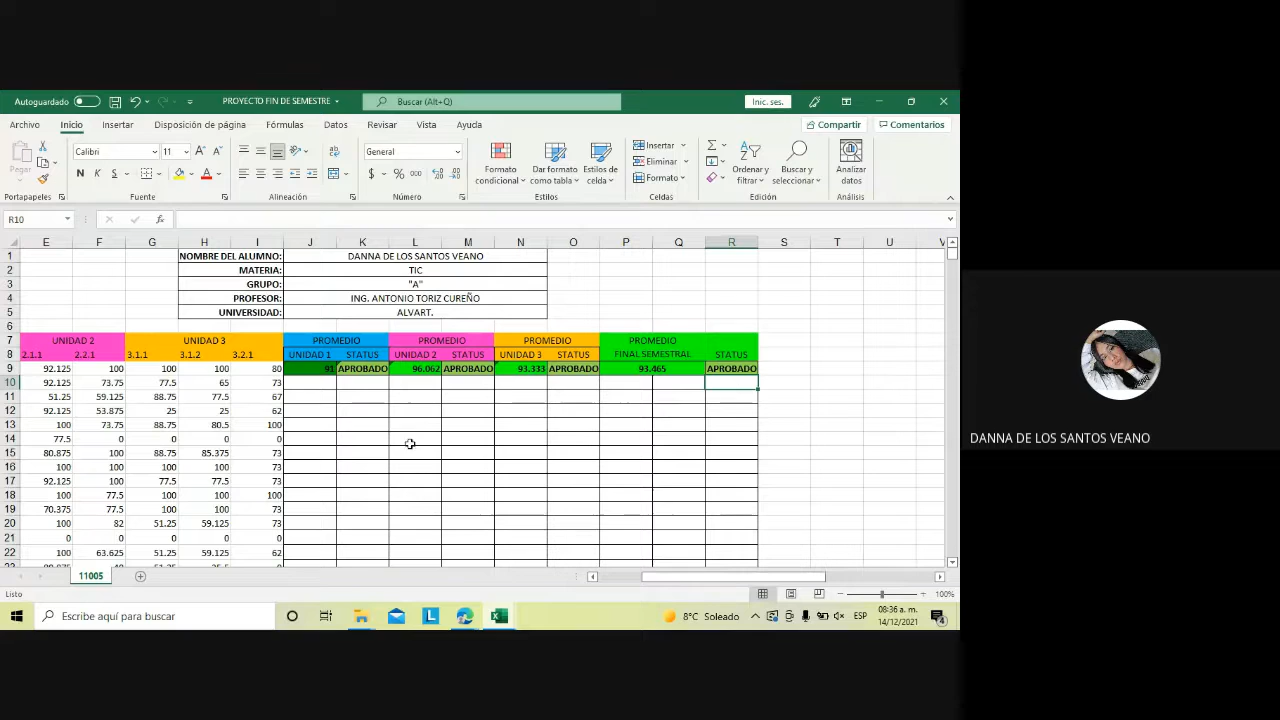 Autoguardado PROYECTO FIN DE SEMESTRE Buscar (Alt+Q) Inic. ses.
Archivo Inicio Insertar Disposición de página Fórmulas Datos Revisar Vista Ayuda Compartir Comentarios
Pegar Calibri 11 General Formato condicional Dar formato como tabla Estilos de celda Insertar Eliminar Formato Ordenar y filtrar Buscar y seleccionar Analizar datos
N K S $ % 000
Portapapeles Fuente Alineación Número Estilos Celdas Edición Análisis
R10 fx
E F G H I J K L M N O P Q R S T U V
1 NOMBRE DEL ALUMNO: DANNA DE LOS SANTOS VEANO
2 MATERIA: TIC
3 GRUPO: "A"
4 PROFESOR: ING. ANTONIO TORIZ CUREÑO
5 UNIVERSIDAD: ALVART.
6
7 UNIDAD 2 UNIDAD 3 PROMEDIO PROMEDIO PROMEDIO PROMEDIO
8 2.1.1 2.2.1 3.1.1 3.1.2 3.2.1 UNIDAD 1 STATUS UNIDAD 2 STATUS UNIDAD 3 STATUS FINAL SEMESTRAL STATUS
9 92.125 100 100 100 80 91 APROBADO 96.062 APROBADO 93.333 APROBADO 93.465 APROBADO
10 92.125 73.75 77.5 65 73
11 51.25 59.125 88.75 77.5 67
12 92.125 53.875 25 25 62
13 100 73.75 88.75 80.5 100
14 77.5 0 0 0 0
15 80.875 100 88.75 85.375 73
16 100 100 100 100 73
17 92.125 100 77.5 77.5 73
18 100 77.5 100 100 100
19 70.375 77.5 100 100 73
20 100 82 51.25 59.125 73
21 0 0 0 0 0
22 100 63.625 51.25 59.125 62
11005
Listo 100%
Escribe aquí para buscar 8°C Soleado ESP 08:36 a. m. 14/12/2021 4
DANNA DE LOS SANTOS VEANO